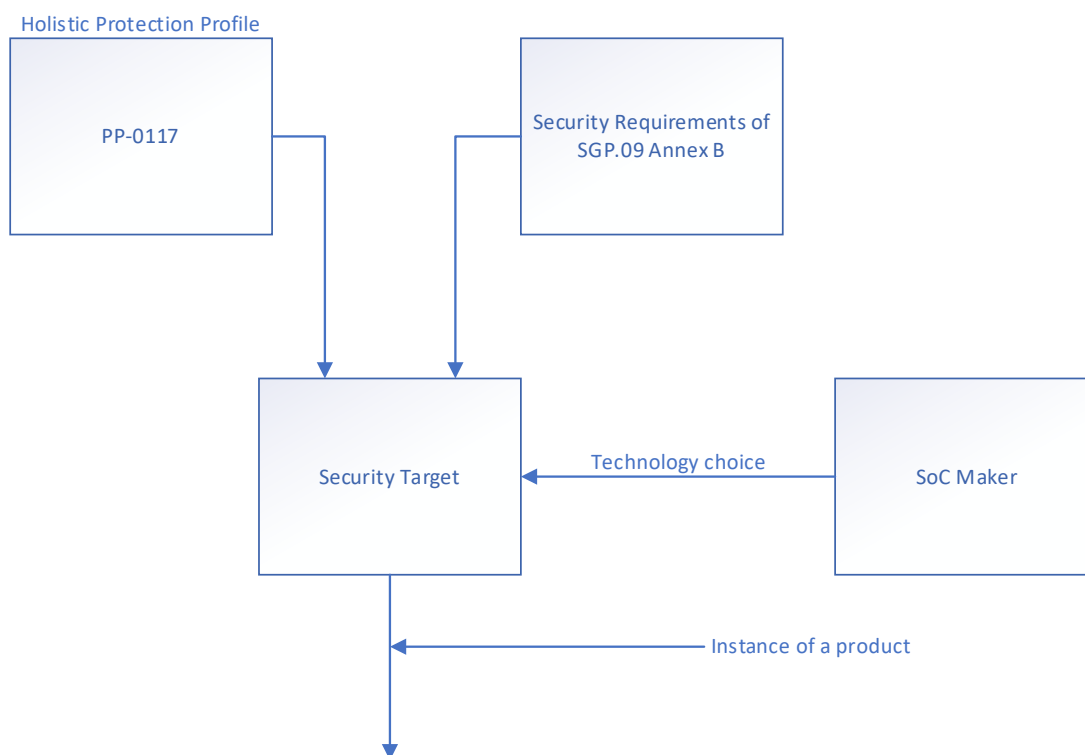 Holistic Protection Profile
PP-0117
Security Requirements of
SGP.09 Annex B
Security Target
Technology choice
SoC Maker
Instance of a product